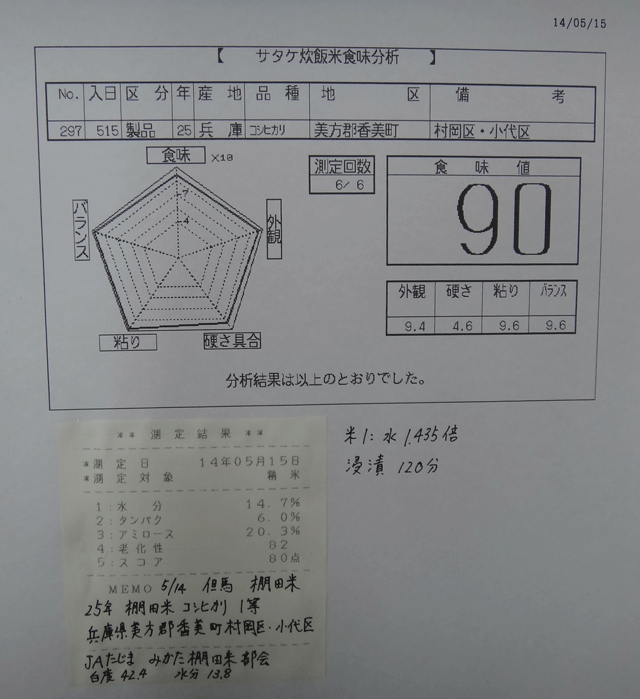 14/05/15
【 サタケ炊飯米食味分析 】
No. 入日 区分 年 産地 品種 地区 備考
297 515 製品 25 兵庫 コシヒカリ 美方郡香美町 村岡区・小代区
食味 X10
7
4
バランス
外観
粘り
硬さ具合
測定回数
6/ 6
食味値
90
外観 硬さ 粘り バランス
9.4 4.6 9.6 9.6
分析結果は以上のとおりでした。
** 測定結果 **
*測定日 14年05月15日
*測定対象 精米
1:水分 14.7%
2:タンパク 6.0%
3:アミロース 20.3%
4:老化性 82
5:スコア 80点
MEMO 5/14 但馬 棚田米
25年 棚田米 コシヒカリ 1等
兵庫県美方郡香美町村岡区・小代区
JAたじま みかた棚田米部会
白度 42.4 水分 13.8
米1:水 1,435倍
浸漬 120分